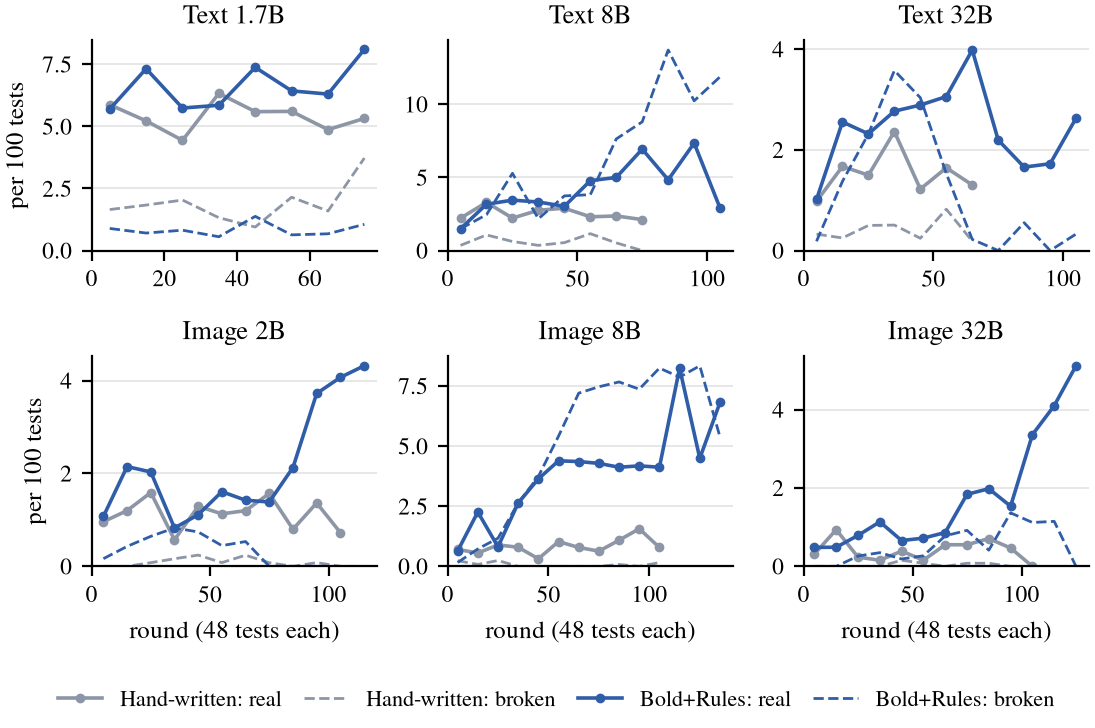 Text 1.7B
Text 8B
Text 32B
per 100 tests
7.5
5.0
2.5
0.0
0 20 40 60
10
5
0
0 50 100
4
2
0
0 50 100
Image 2B
Image 8B
Image 32B
per 100 tests
4
2
0
0 50 100
7.5
5.0
2.5
0.0
0 50 100
4
2
0
0 50 100
round (48 tests each)
round (48 tests each)
round (48 tests each)
Hand-written: real Hand-written: broken Bold+Rules: real Bold+Rules: broken